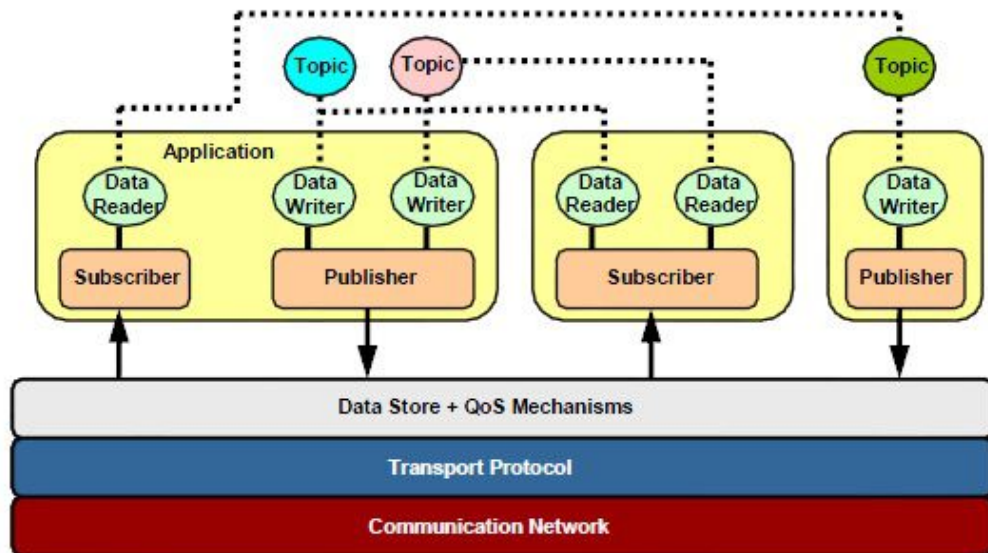 Topic
Topic
Topic
Application
Data
Reader
Data
Writer
Data
Writer
Subscriber
Publisher
Data
Reader
Data
Reader
Subscriber
Data
Writer
Publisher
Data Store + QoS Mechanisms
Transport Protocol
Communication Network